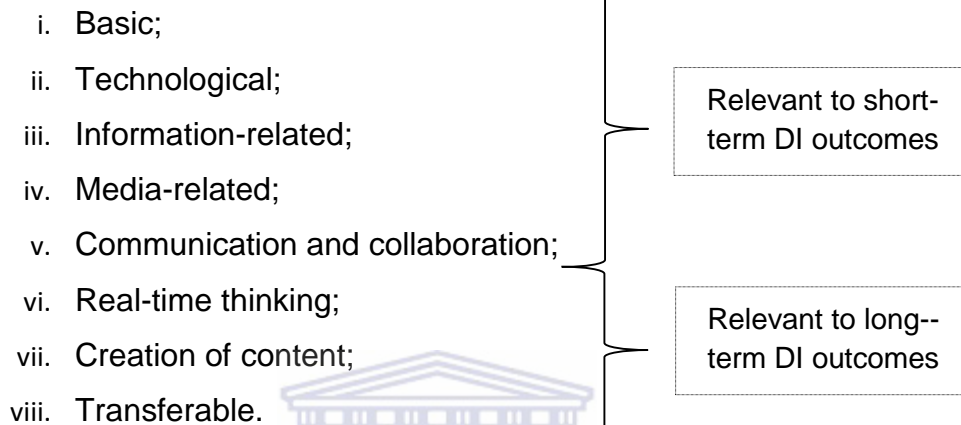 i. Basic;
ii. Technological;
iii. Information-related;
iv. Media-related;
v. Communication and collaboration;
vi. Real-time thinking;
vii. Creation of content;
viii. Transferable.
Relevant to short-
term DI outcomes
Relevant to long--
term DI outcomes